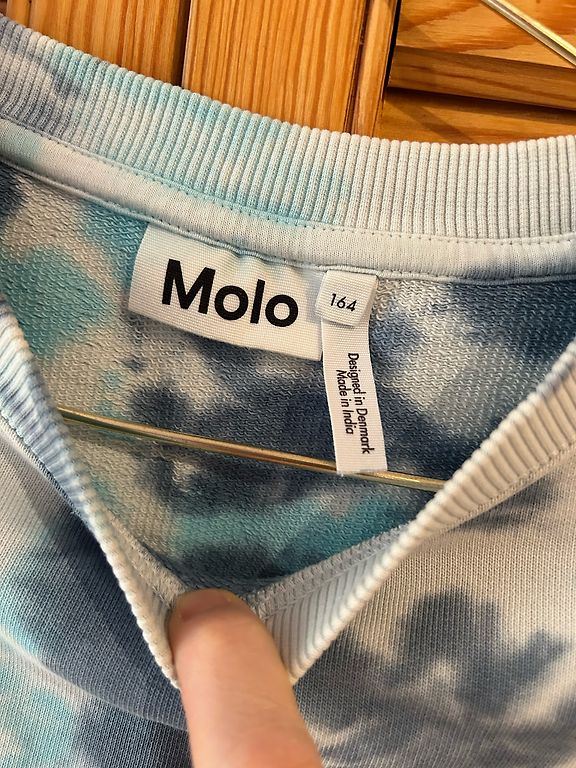 Molo
164
Designed in Denmark
Made in India